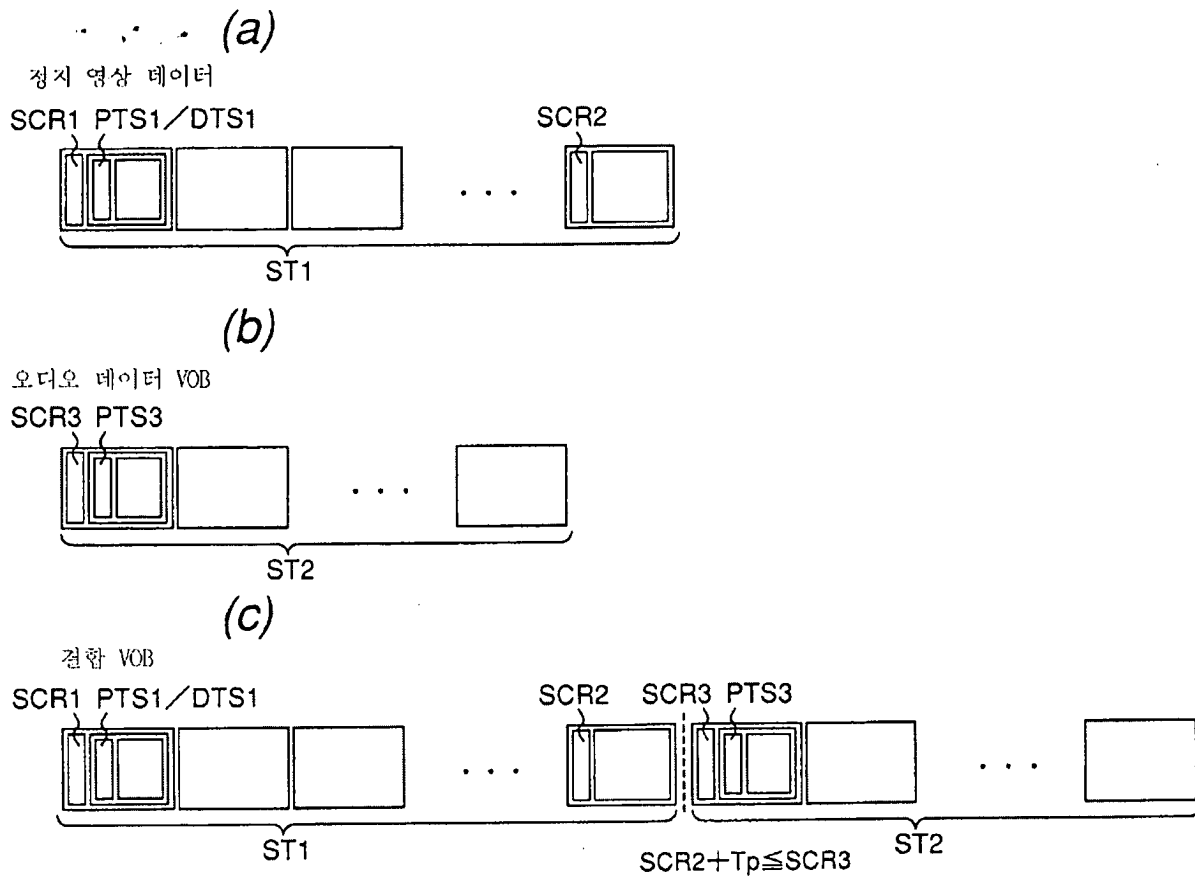 (a)
정지 영상 데이터
SCR1 PTS1/DTS1 SCR2
. . .
ST1
(b)
오디오 데이터 VOB
SCR3 PTS3
. . .
ST2
(c)
결합 VOB
SCR1 PTS1/DTS1 SCR2 SCR3 PTS3
. . . . . .
ST1 ST2
SCR2+Tp≦SCR3